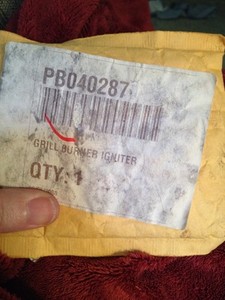 PB040287
GRILL BURNER IGNITER
QTY: 1